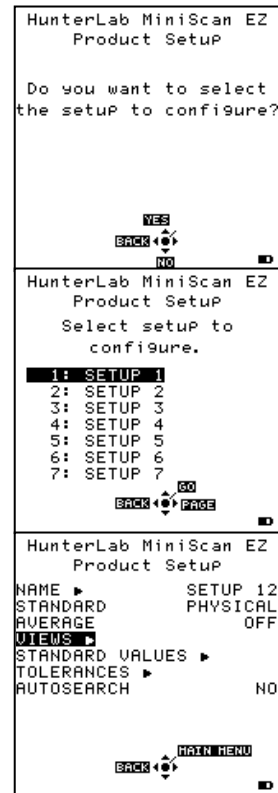 HunterLab MiniScan EZ
Product Setup
Do you want to select
the setup to configure?
YES
BACK
NO
HunterLab MiniScan EZ
Product Setup
Select setup to
configure.
1: SETUP 1
2: SETUP 2
3: SETUP 3
4: SETUP 4
5: SETUP 5
6: SETUP 6
7: SETUP 7
GO
BACK PAGE
HunterLab MiniScan EZ
Product Setup
NAME ▶ SETUP 12
STANDARD PHYSICAL
AVERAGE OFF
VIEWS ▶
STANDARD VALUES ▶
TOLERANCES ▶
AUTOSEARCH NO
MAIN MENU
BACK